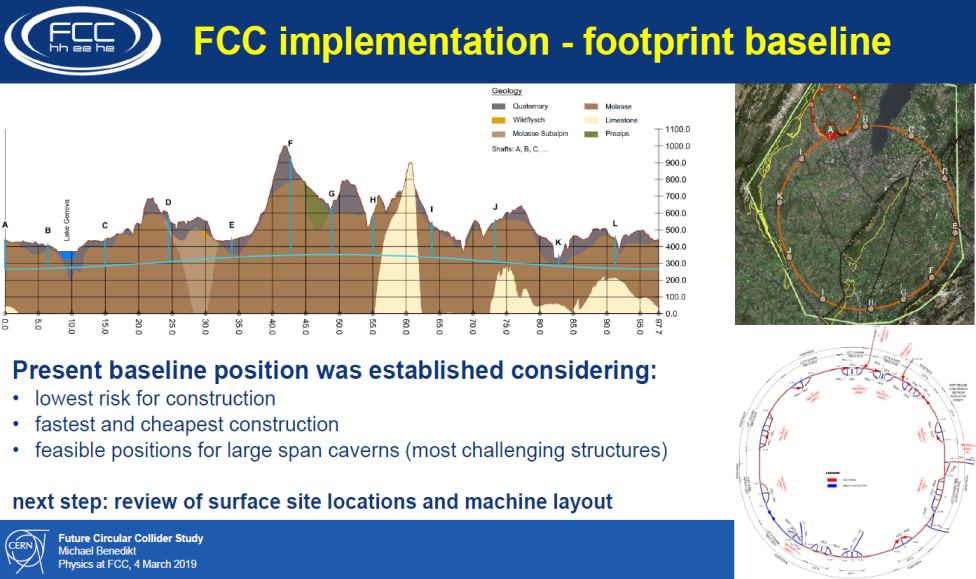 FCC
hh ee he
FCC implementation - footprint baseline
Geology
Quaternary
Wildflysch
Molasse Subalpin
Molasse
Limestone
Prealps
Shafts: A, B, C, ...
A
B
Lake Geneva
C
D
E
F
G
H
I
J
K
L
1100.0
1000.0
900.0
800.0
700.0
600.0
500.0
400.0
300.0
200.0
100.0
0.0
0.0
5.0
10.0
15.0
20.0
25.0
30.0
35.0
40.0
45.0
50.0
55.0
60.0
65.0
70.0
75.0
80.0
85.0
90.0
95.0
97.7
A
B
C
D
E
F
G
H
I
J
K
L
Present baseline position was established considering:
• lowest risk for construction
• fastest and cheapest construction
• feasible positions for large span caverns (most challenging structures)
next step: review of surface site locations and machine layout
CERN
Future Circular Collider Study
Michael Benedikt
Physics at FCC, 4 March 2019